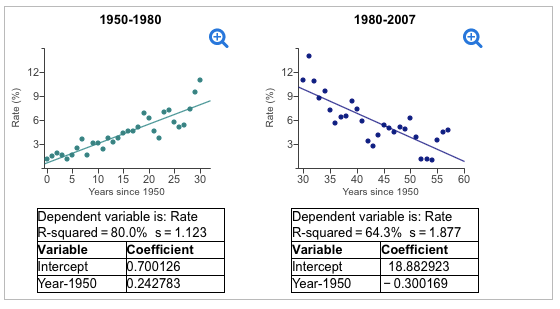 1950-1980
12
9
6
3
Rate (%)
0 5 10 15 20 25 30
Years since 1950
Dependent variable is: Rate
R-squared = 80.0% s = 1.123
Variable Coefficient
Intercept 0.700126
Year-1950 0.242783
1980-2007
12
9
6
3
Rate (%)
30 35 40 45 50 55 60
Years since 1950
Dependent variable is: Rate
R-squared = 64.3% s = 1.877
Variable Coefficient
Intercept 18.882923
Year-1950 − 0.300169